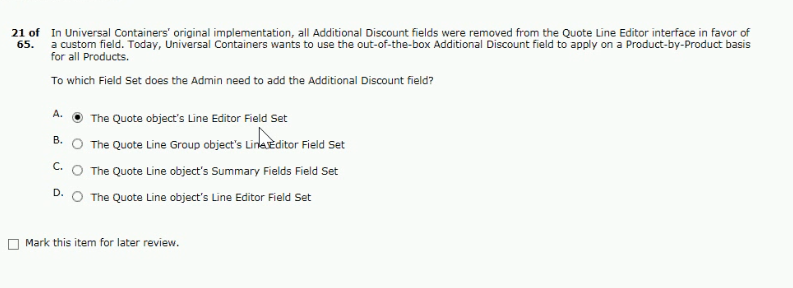 21 of 65. In Universal Containers' original implementation, all Additional Discount fields were removed from the Quote Line Editor interface in favor of
a custom field. Today, Universal Containers wants to use the out-of-the-box Additional Discount field to apply on a Product-by-Product basis
for all Products.
To which Field Set does the Admin need to add the Additional Discount field?
A. The Quote object's Line Editor Field Set
B. The Quote Line Group object's Line Editor Field Set
C. The Quote Line object's Summary Fields Field Set
D. The Quote Line object's Line Editor Field Set
Mark this item for later review.